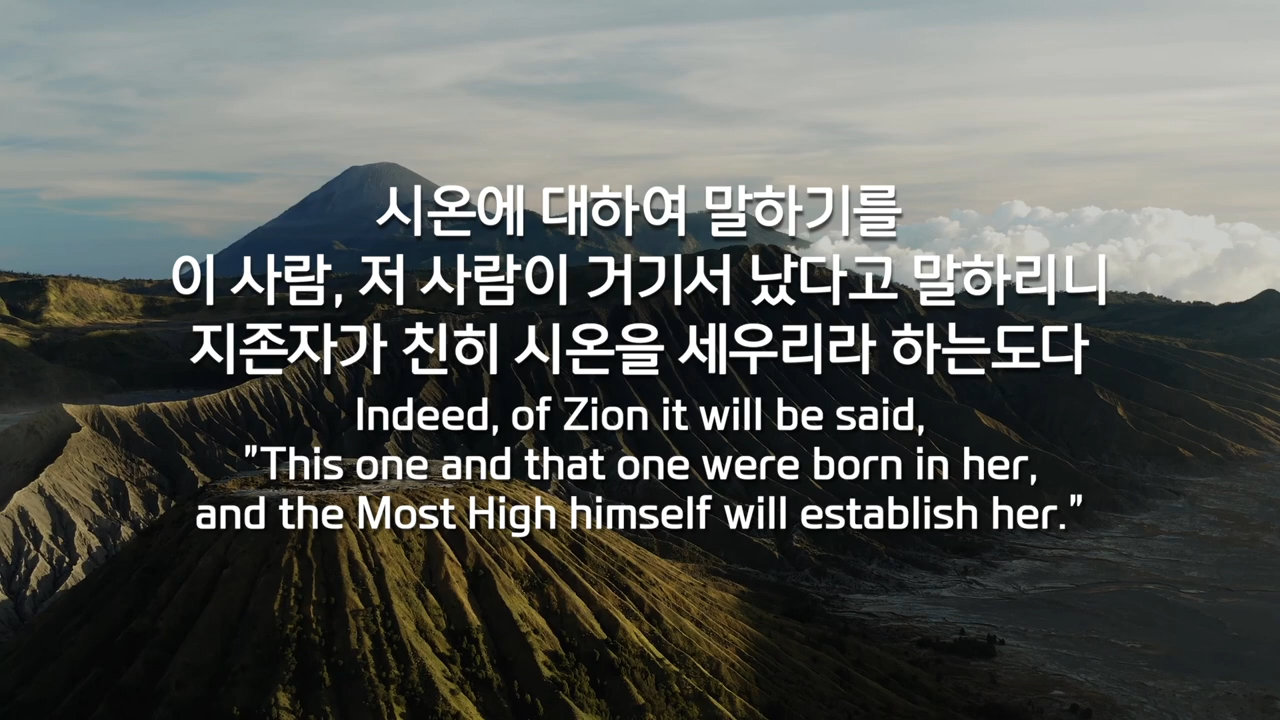 시온에 대하여 말하기를
이 사람, 저 사람이 거기서 났다고 말하리니
지존자가 친히 시온을 세우리라 하는도다
Indeed, of Zion it will be said,
"This one and that one were born in her,
and the Most High himself will establish her."